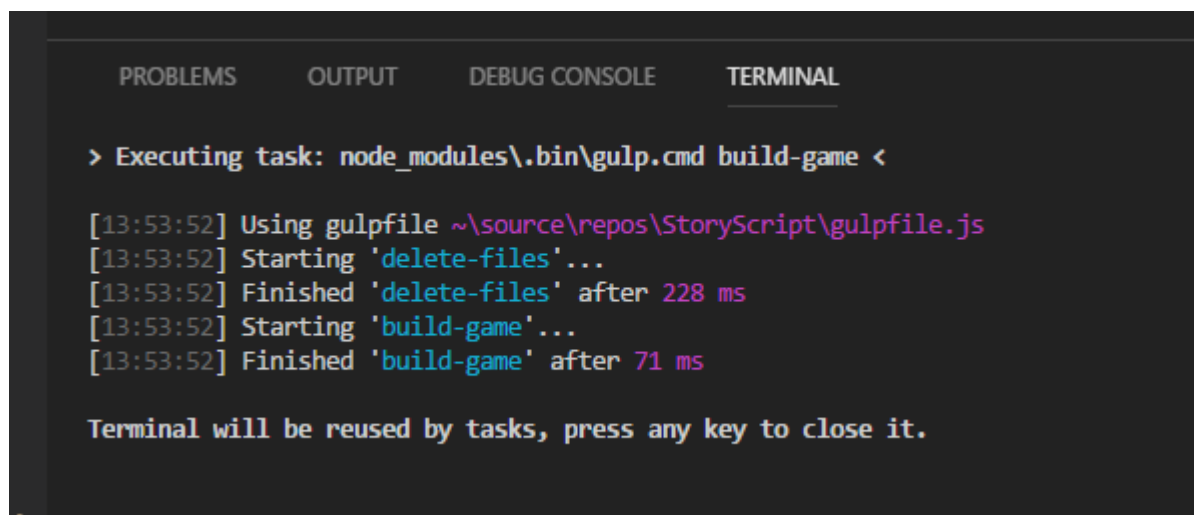 PROBLEMS OUTPUT DEBUG CONSOLE TERMINAL
> Executing task: node_modules\.bin\gulp.cmd build-game <
[13:53:52] Using gulpfile ~\source\repos\StoryScript\gulpfile.js
[13:53:52] Starting 'delete-files'...
[13:53:52] Finished 'delete-files' after 228 ms
[13:53:52] Starting 'build-game'...
[13:53:52] Finished 'build-game' after 71 ms
Terminal will be reused by tasks, press any key to close it.